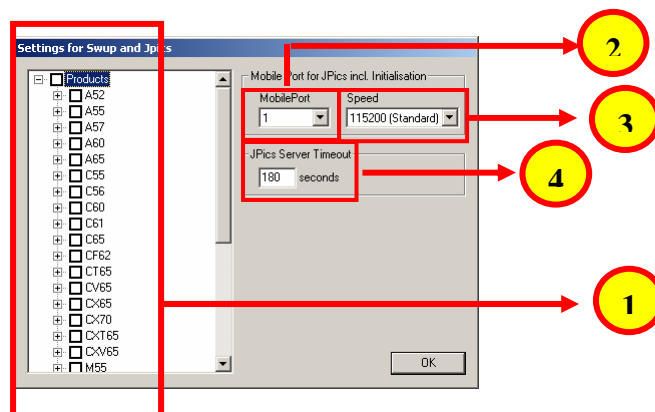 Settings for Swup and Jpics
Products
A52
A55
A57
A60
A65
C55
C56
C60
C61
C65
CF62
CT65
CV65
CX65
CX70
CXT65
CXV65
M55
Mobile Port for JPics incl. Initialisation
MobilePort
1
Speed
115200 (Standard)
JPics Server Timeout
180 seconds
OK
2
3
4
1